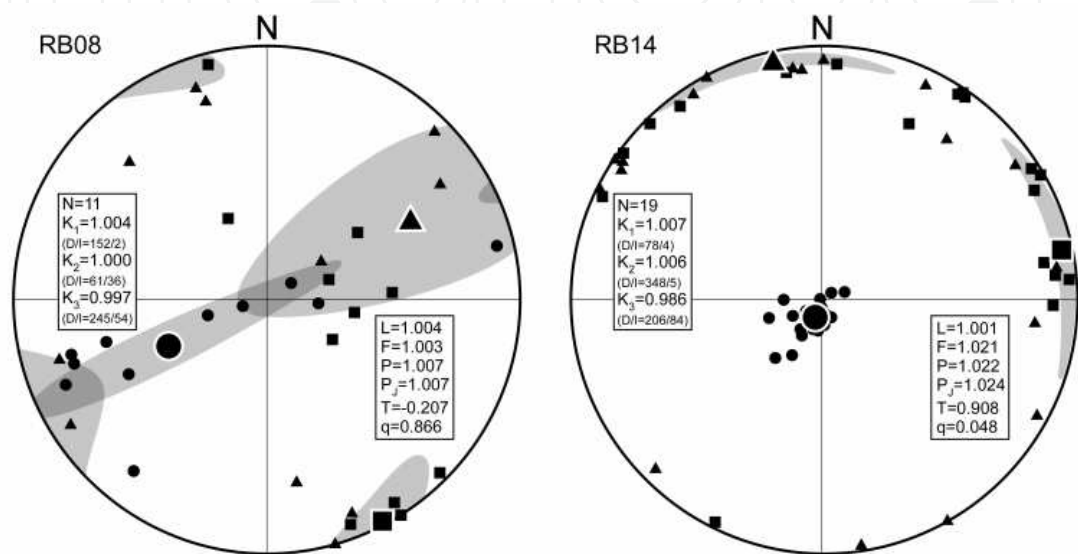 RB08
N
N=11
K1=1.004
(D/I=152/2)
K2=1.000
(D/I=61/36)
K3=0.997
(D/I=245/54)
L=1.004
F=1.003
P=1.007
PJ=1.007
T=-0.207
q=0.866
RB14
N
N=19
K1=1.007
(D/I=78/4)
K2=1.006
(D/I=348/5)
K3=0.986
(D/I=206/84)
L=1.001
F=1.021
P=1.022
PJ=1.024
T=0.908
q=0.048